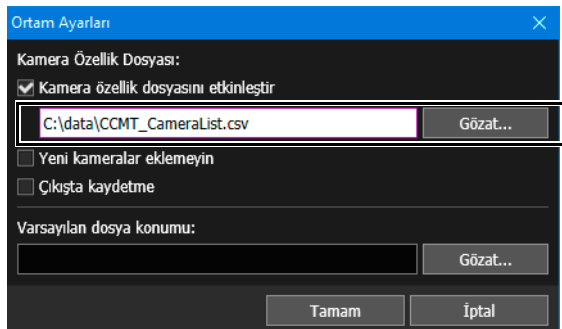 Ortam Ayarları
Kamera Özellik Dosyası:
Kamera özellik dosyasını etkinleştir
C:\data\CCMT_CameraList.csv Gözat...
Yeni kameralar eklemeyin
Çıkışta kaydetme
Varsayılan dosya konumu:
Gözat...
Tamam İptal